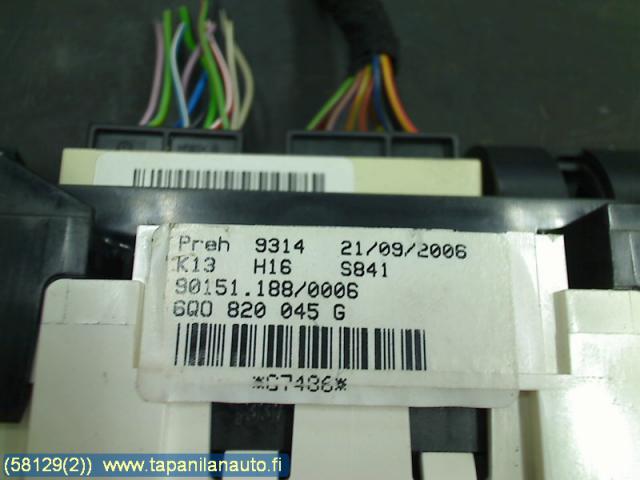 Preh 9314 21/09/2006
K13 H16 S841
90151.188/0006
6Q0 820 045 G
*C7486*
(58129(2)) www.tapanilanauto.fi